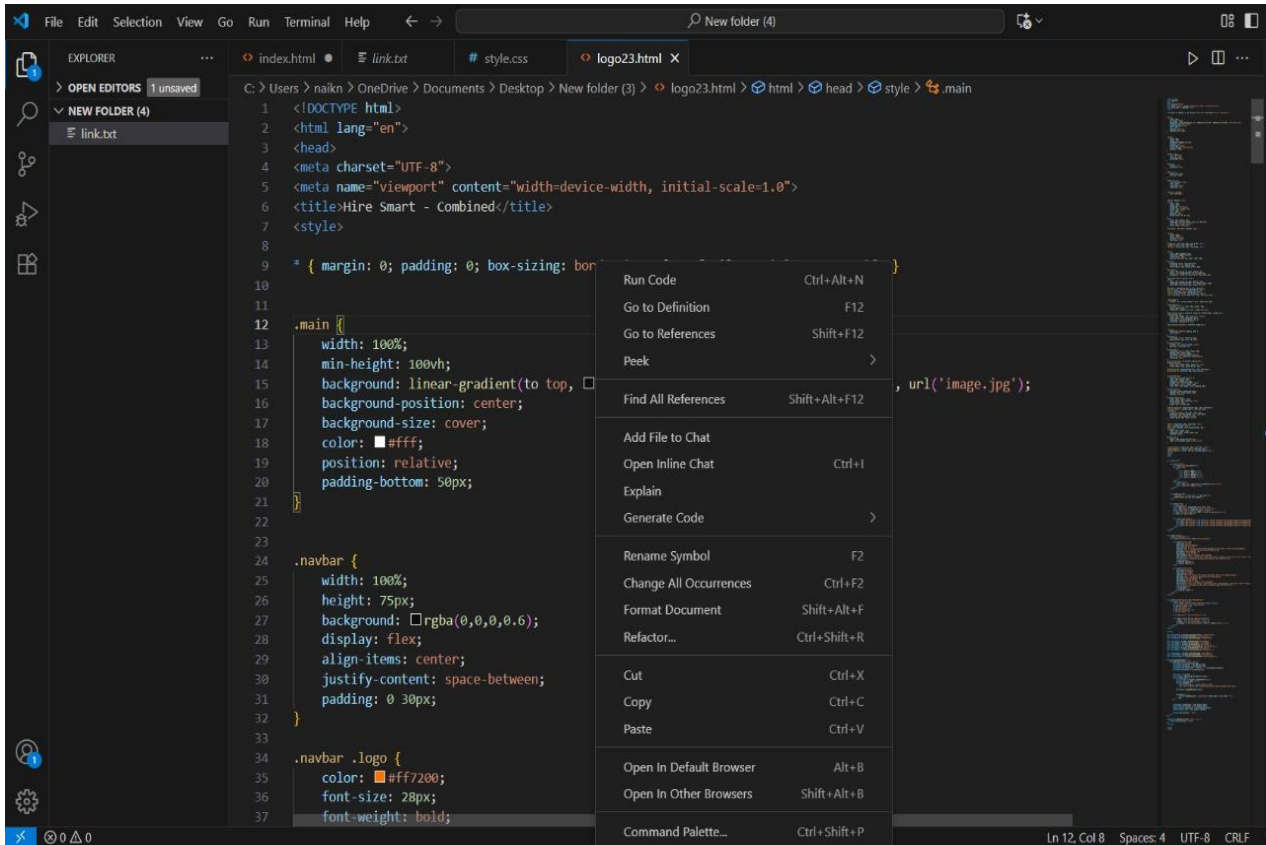 File Edit Selection View Go Run Terminal Help
New folder (4)
EXPLORER
OPEN EDITORS 1 unsaved
NEW FOLDER (4)
link.txt
1
1
index.html
link.txt
# style.css
logo23.html
C: > Users > naikn > OneDrive > Documents > Desktop > New folder (3) > logo23.html > html > head > style > .main
1 <!DOCTYPE html>
2 <html lang="en">
3 <head>
4 <meta charset="UTF-8">
5 <meta name="viewport" content="width=device-width, initial-scale=1.0">
6 <title>Hire Smart - Combined</title>
7 <style>
8
9 * { margin: 0; padding: 0; box-sizing: }
10
11
12 .main {
13 width: 100%;
14 min-height: 100vh;
15 background: linear-gradient(to top, , url('image.jpg');
16 background-position: center;
17 background-size: cover;
18 color: #fff;
19 position: relative;
20 padding-bottom: 50px;
21 }
22
23
24 .navbar {
25 width: 100%;
26 height: 75px;
27 background: rgba(0,0,0,0.6);
28 display: flex;
29 align-items: center;
30 justify-content: space-between;
31 padding: 0 30px;
32 }
33
34 .navbar .logo {
35 color: #ff7200;
36 font-size: 28px;
37 font-weight: bold;
Run Code Ctrl+Alt+N
Go to Definition F12
Go to References Shift+F12
Peek
Find All References Shift+Alt+F12
Add File to Chat
Open Inline Chat Ctrl+I
Explain
Generate Code
Rename Symbol F2
Change All Occurrences Ctrl+F2
Format Document Shift+Alt+F
Refactor... Ctrl+Shift+R
Cut Ctrl+X
Copy Ctrl+C
Paste Ctrl+V
Open In Default Browser Alt+B
Open In Other Browsers Shift+Alt+B
Command Palette... Ctrl+Shift+P
0 0
Ln 12, Col 8 Spaces: 4 UTF-8 CRLF